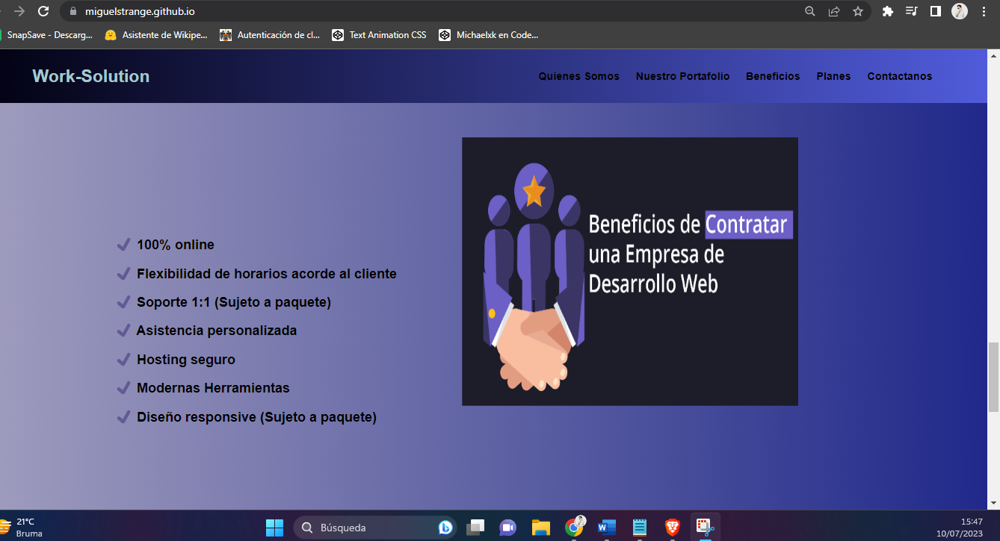 miguelstrange.github.io
SnapSave - Descarg...
Asistente de Wikipe...
Autenticación de cl...
Text Animation CSS
Michaelxk en Code...
Work-Solution
Quienes Somos
Nuestro Portafolio
Beneficios
Planes
Contactanos
100% online
Flexibilidad de horarios acorde al cliente
Soporte 1:1 (Sujeto a paquete)
Asistencia personalizada
Hosting seguro
Modernas Herramientas
Diseño responsive (Sujeto a paquete)
Beneficios de Contratar
una Empresa de
Desarrollo Web
21°C
Bruma
Búsqueda
15:47
10/07/2023